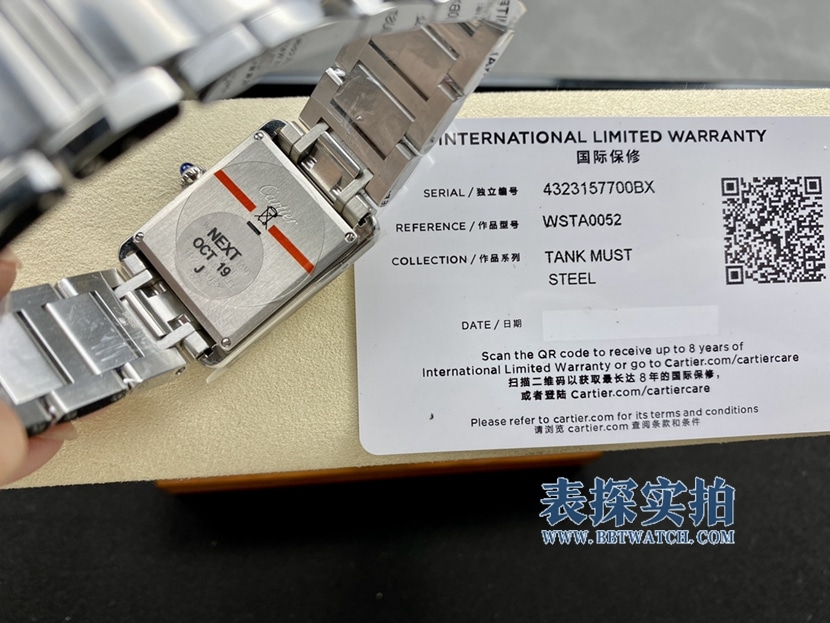 INTERNATIONAL LIMITED WARRANTY
国际保修
SERIAL / 独立编号 4323157700BX
REFERENCE / 作品型号 WSTA0052
COLLECTION / 作品系列 TANK MUST
STEEL
DATE / 日期
Scan the QR code to receive up to 8 years of
International Limited Warranty or go to Cartier.com/cartiercare
扫描二维码以获取最长达 8年的国际保修，
或者登陆 Cartier.com/cartiercare
Please refer to cartier.com for its terms and conditions
请浏览 cartier.com 查阅条款和条件
Cartier
NEXT
OCT 19
J
表探实拍
WWW.BBTWATCH.COM